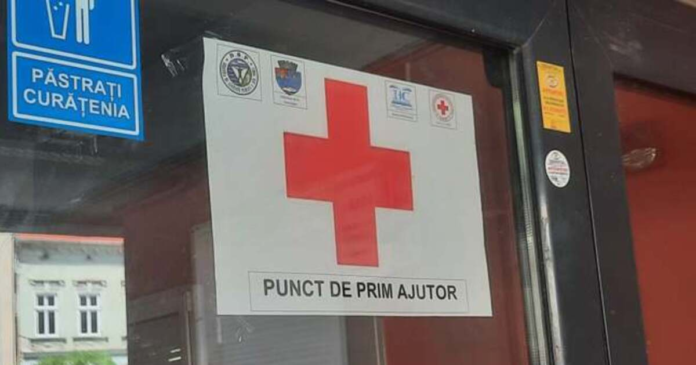 PĂSTRAȚI
CURĂȚENIA
PUNCT DE PRIM AJUTOR